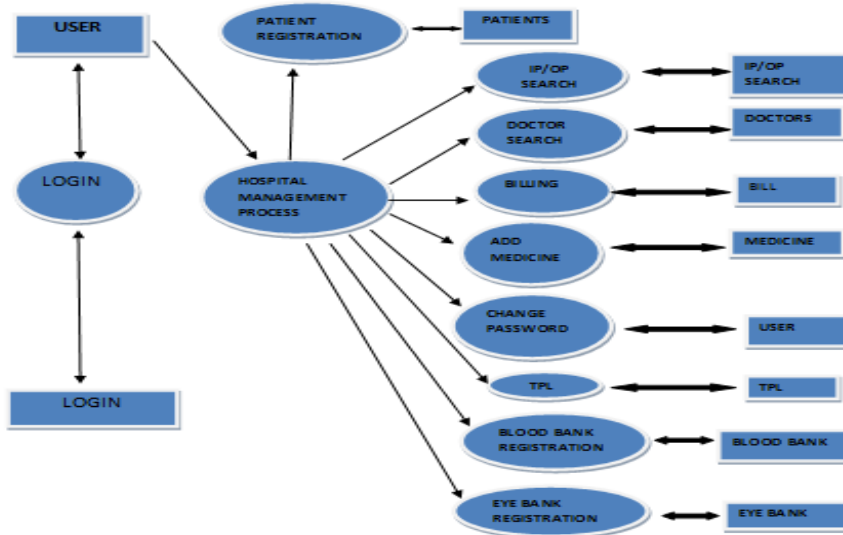 USER
PATIENT
REGISTRATION
PATIENTS
IP/OP
SEARCH
IP/OP
SEARCH
DOCTOR
SEARCH
DOCTORS
LOGIN
HOSPITAL
MANAGEMENT
PROCESS
BILLING
BILL
ADD
MEDICINE
MEDICINE
CHANGE
PASSWORD
USER
LOGIN
TPL
TPL
BLOOD BANK
REGISTRATION
BLOOD BANK
EYE BANK
REGISTRATION
EYE BANK